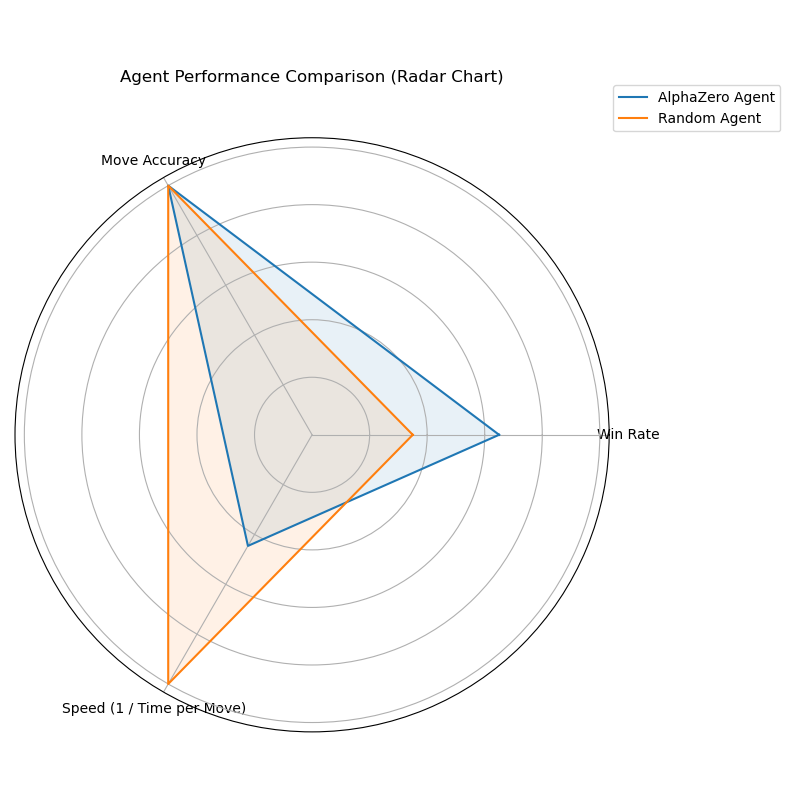 Agent Performance Comparison (Radar Chart)
AlphaZero Agent
Random Agent
Move Accuracy
Win Rate
Speed (1 / Time per Move)